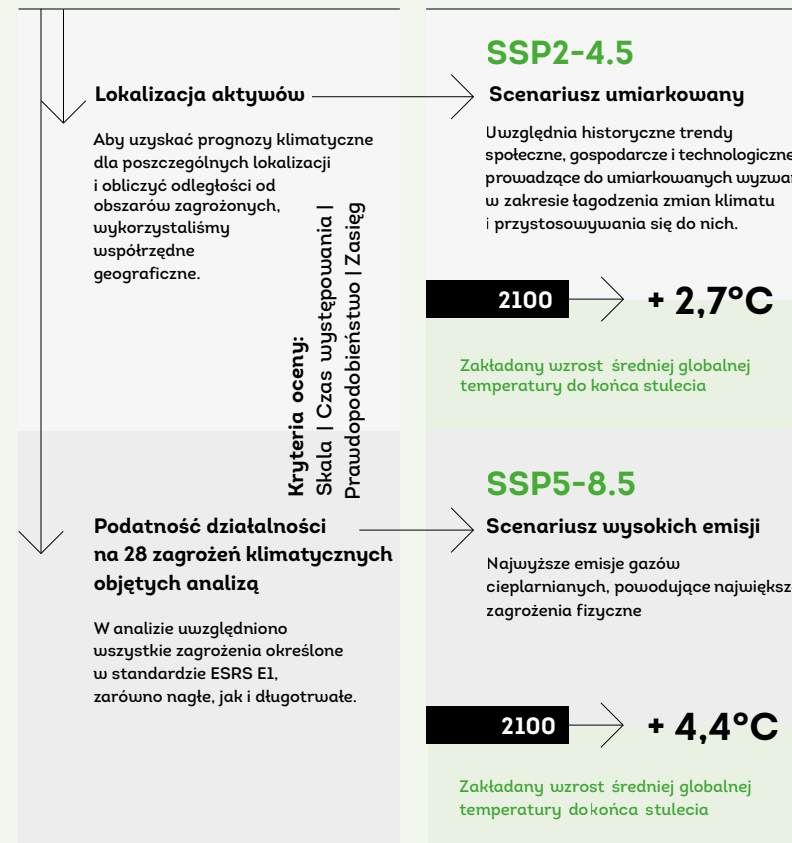 Lokalizacja aktywów
Aby uzyskać prognozy klimatyczne
dla poszczególnych lokalizacji
i obliczyć odległości od
obszarów zagrożonych,
wykorzystaliśmy
współrzędne
geograficzne.
Kryteria oceny:
Skala | Czas występowania |
Prawdopodobieństwo | Zasięg
Podatność działalności
na 28 zagrożeń klimatycznych
objętych analizą
W analizie uwzględniono
wszystkie zagrożenia określone
w standardzie ESRS E1,
zarówno nagłe, jak i długotrwałe.
SSP2-4.5
Scenariusz umiarkowany
Uwzględnia historyczne trendy
społeczne, gospodarcze i technologiczne
prowadzące do umiarkowanych
w zakresie łagodzenia zmian klimatu
i przystosowywania się do nich.
2100
+ 2,7°C
Zakładany wzrost średniej globalnej
temperatury do końca stulecia
SSP5-8.5
Scenariusz wysokich emisji
Najwyższe emisje gazów
cieplarnianych, powodujące
zagrożenia fizyczne
2100
+ 4,4°C
Zakładany wzrost średniej globalnej
temperatury do końca stulecia